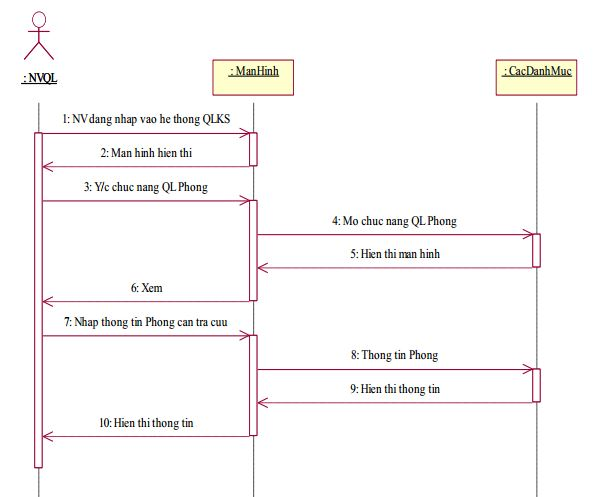 : NVQL
: ManHinh
: CacDanhMuc
1: NV dang nhap vao he thong QLKS
2: Man hinh hien thi
3: Y/c chuc nang QL Phong
4: Mo chuc nang QL Phong
5: Hien thi man hinh
6: Xem
7: Nhap thong tin Phong can tra cuu
8: Thong tin Phong
9: Hien thi thong tin
10: Hien thi thong tin